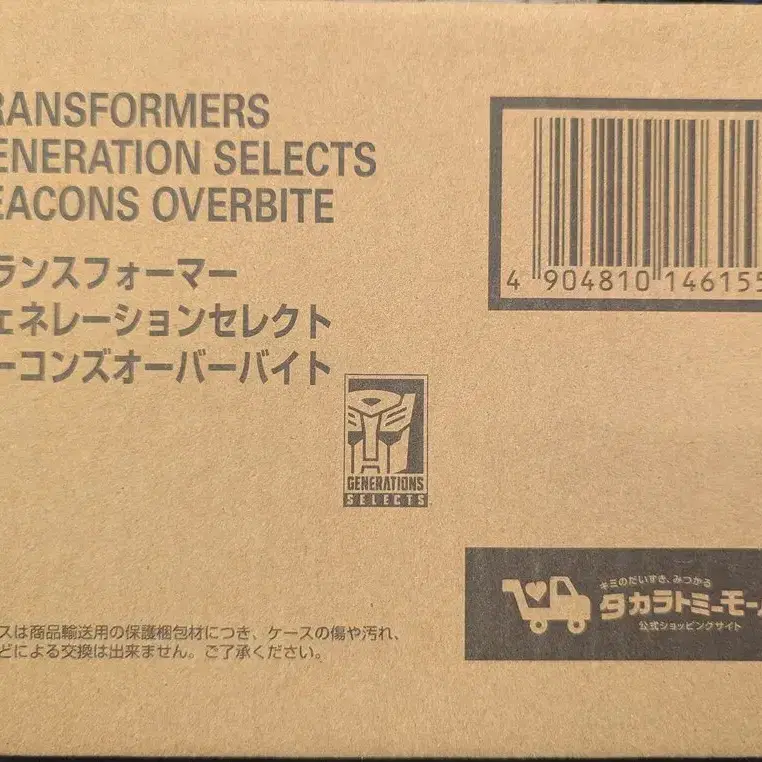 RANSFORMERS
ENERATION SELECTS
EACONS OVERBITE
ランスフォーマー
ェネレーションセレクト
ーコンズオーバーバイト
4 904810 146155
GENERATIONS
SELECTS
キミのだいすき、みつかる
タカラトミーモー
公式ショッピングサイト
スは商品輸送用の保護梱包材につき、ケースの傷や汚れ、
どによる交換は出来ません。ご了承ください。